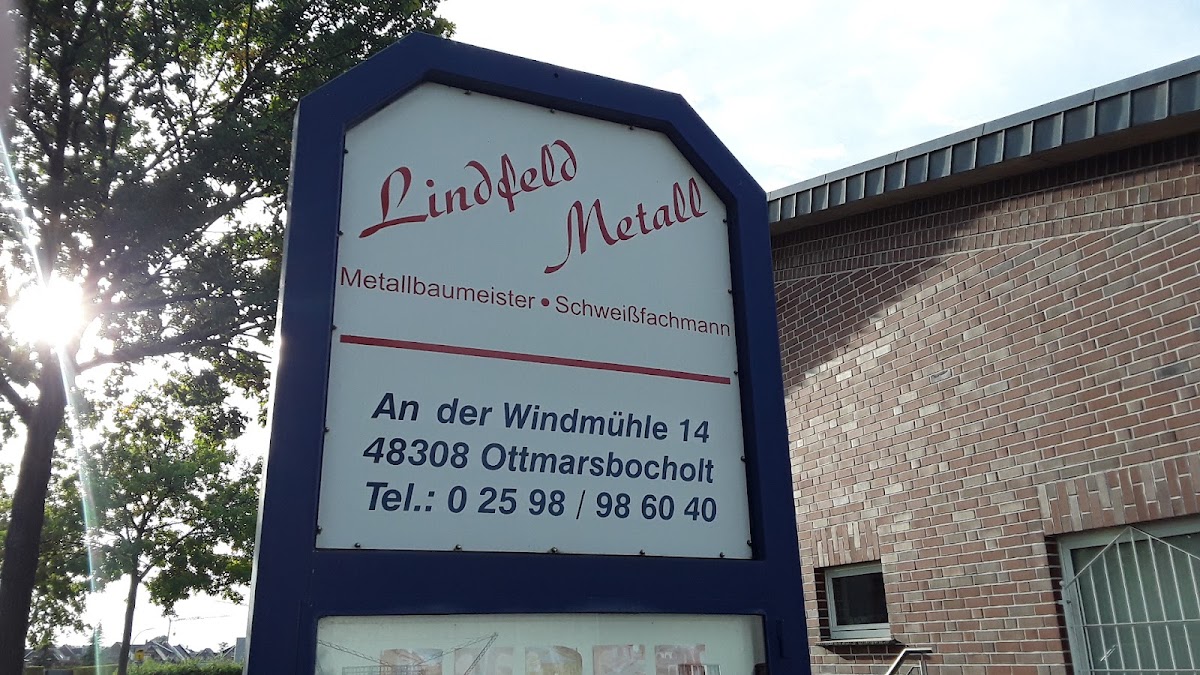 Lindfeld
Metall
Metallbaumeister • Schweißfachmann
An der Windmühle 14
48308 Ottmarsbocholt
Tel.: 0 25 98 / 98 60 40